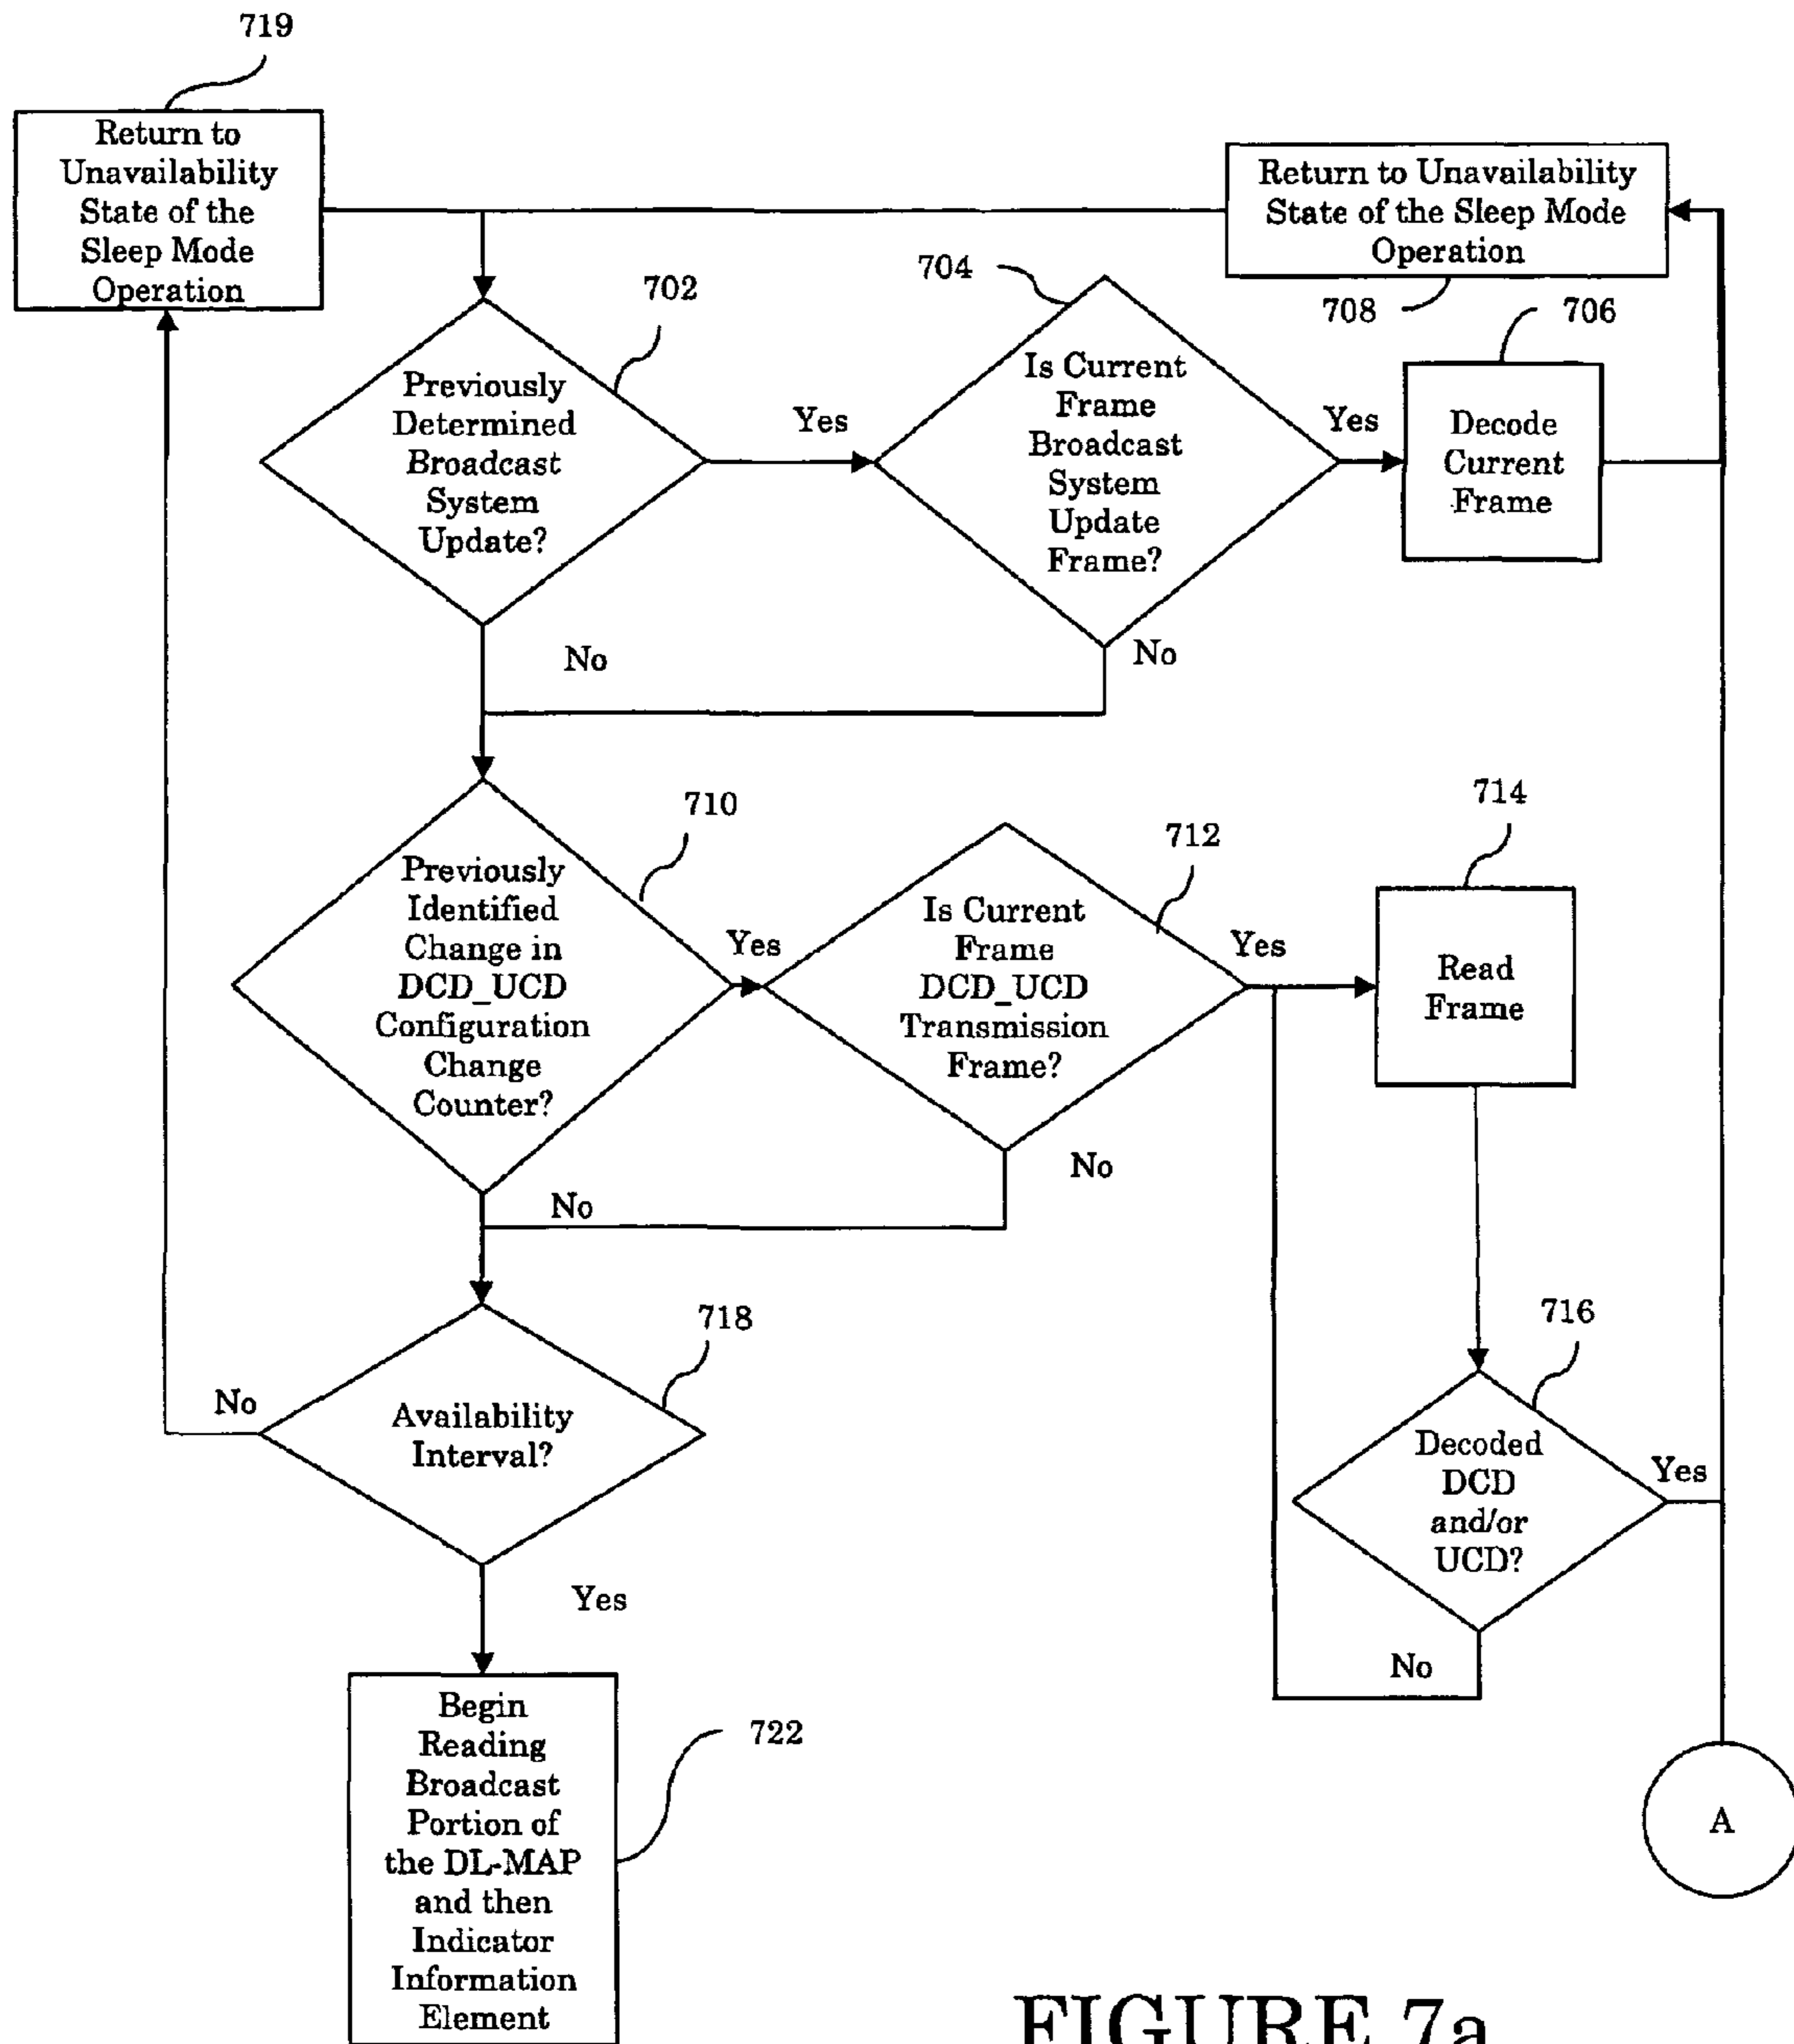 719
Return to
Unavailability
State of the
Sleep Mode
Operation
Return to Unavailability
State of the Sleep Mode
Operation
708
702
Previously
Determined
Broadcast
System
Update?
Yes
No
704
Is Current
Frame
Broadcast
System
Update
Frame?
Yes
No
706
Decode
Current
Frame
710
Previously
Identified
Change in
DCD_UCD
Configuration
Change
Counter?
Yes
No
712
Is Current
Frame
DCD_UCD
Transmission
Frame?
Yes
No
714
Read
Frame
716
Decoded
DCD
and/or
UCD?
Yes
No
718
Availability
Interval?
No
Yes
722
Begin
Reading
Broadcast
Portion of
the DL-MAP
and then
Indicator
Information
Element
A
FIGURE 7a